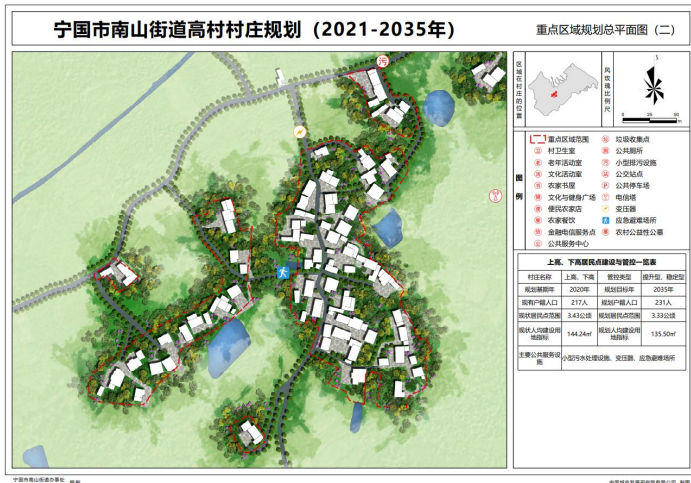 宁国市南山街道高村村庄规划（2021-2035年）
重点区域规划总平面图（二）
污
区域在村庄的位置
风玫瑰比例尺
0 25 50 m
图例
重点区域范围
垃圾收集点
村卫生室
公共厕所
老年活动室
小型排污设施
文化活动室
公交站点
农家书屋
公共停车场
文化与健身广场
电信塔
便民农家店
变压器
农家餐饮
应急避难场所
金融电信服务点
农村公益性公墓
公共服务中心
上高、下高居民点建设与管控一览表
村庄名称 上高、下高 管控类型 提升型、稳定型
规划基期年 2020年 规划目标年 2035年
现有户籍人口 217人 规划户籍人口 231人
现状居民点范围 3.43公顷 规划居民点范围 3.33公顷
现状人均建设用地指标 144.24㎡ 规划人均建设用地指标 135.50㎡
主要公共服务设施 小型污水处理设施、变压器、应急避难场所
宁国市南山街道办事处